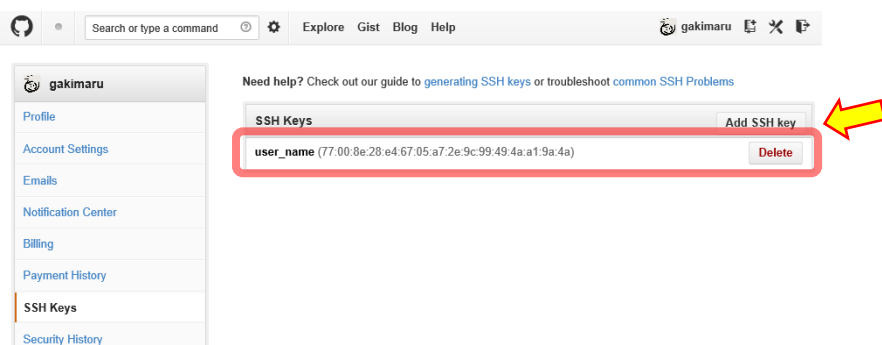 Search or type a command Explore Gist Blog Help gakimaru
gakimaru
Need help? Check out our guide to generating SSH keys or troubleshoot common SSH Problems
Profile
Account Settings
Emails
Notification Center
Billing
Payment History
SSH Keys
Security History
SSH Keys Add SSH key
user_name (77:00:8e:28:e4:67:05:a7:2e:9c:99:49:4a:a1:9a:4a) Delete